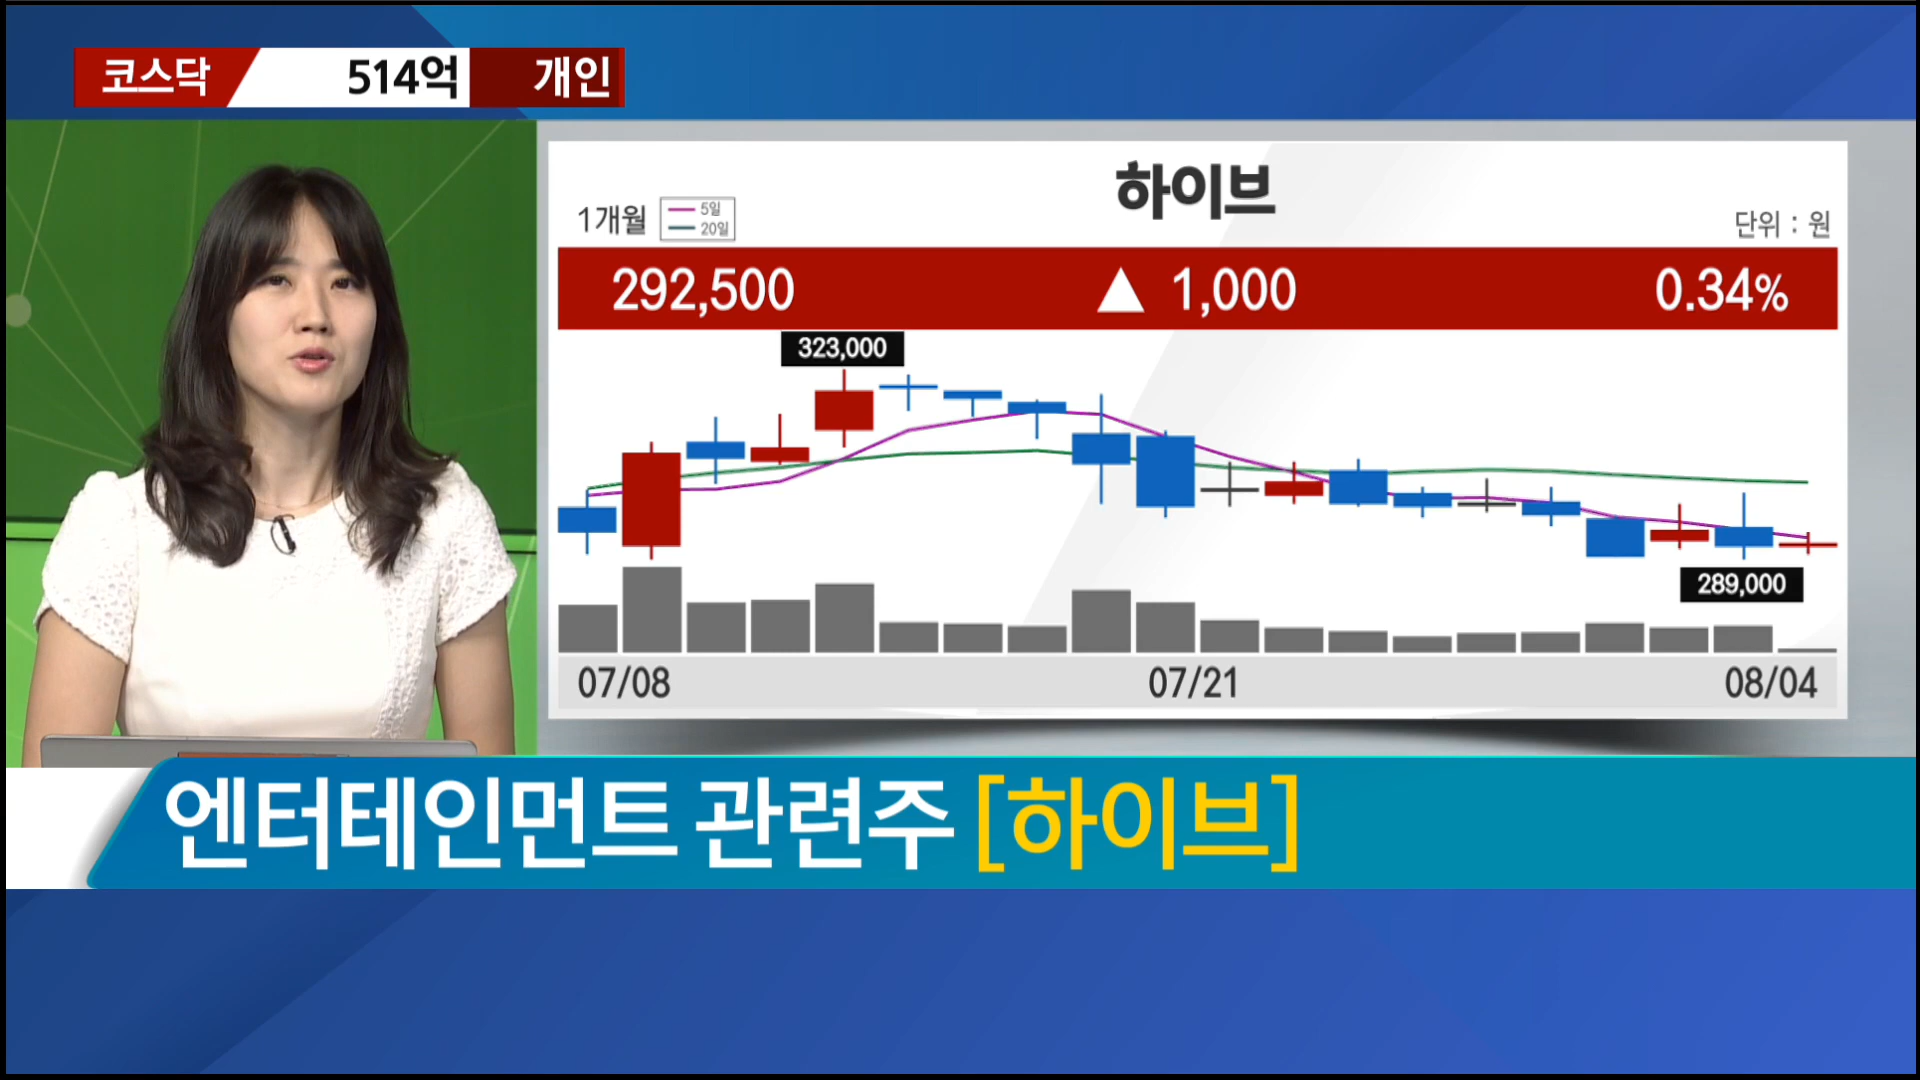 코스닥 514억 개인
하이브
1개월
5일
20일
단위 : 원
292,500 ▲ 1,000 0.34%
323,000
289,000
07/08 07/21 08/04
엔터테인먼트 관련주 [하이브]